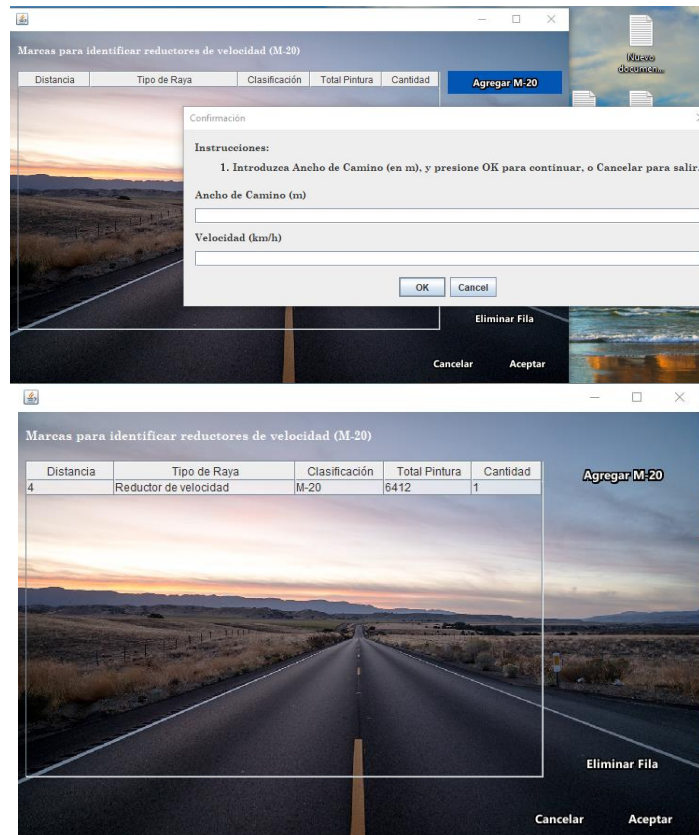 Marcas para identificar reductores de velocidad (M-20)
Distancia Tipo de Raya Clasificación Total Pintura Cantidad
Agregar M-20
Nuevo
documen...
Confirmación
Instrucciones:
1. Introduzca Ancho de Camino (en m), y presione OK para continuar, o Cancelar para salir.
Ancho de Camino (m)
Velocidad (km/h)
OK Cancel
Eliminar Fila
Cancelar Aceptar
Marcas para identificar reductores de velocidad (M-20)
Distancia Tipo de Raya Clasificación Total Pintura Cantidad
4 Reductor de velocidad M-20 6412 1
Agregar M-20
Eliminar Fila
Cancelar Aceptar